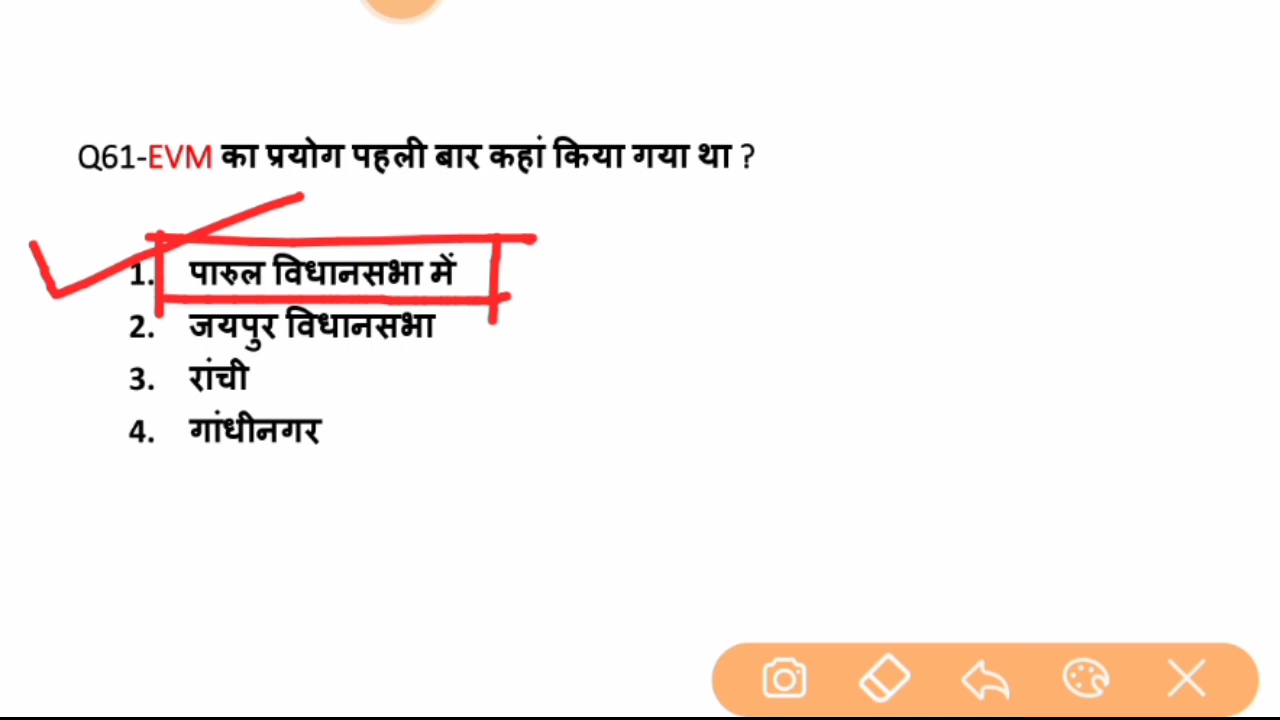 Q61-EVM का प्रयोग पहली बार कहां किया गया था ?
1. पारुल विधानसभा में
2. जयपुर विधानसभा
3. रांची
4. गांधीनगर